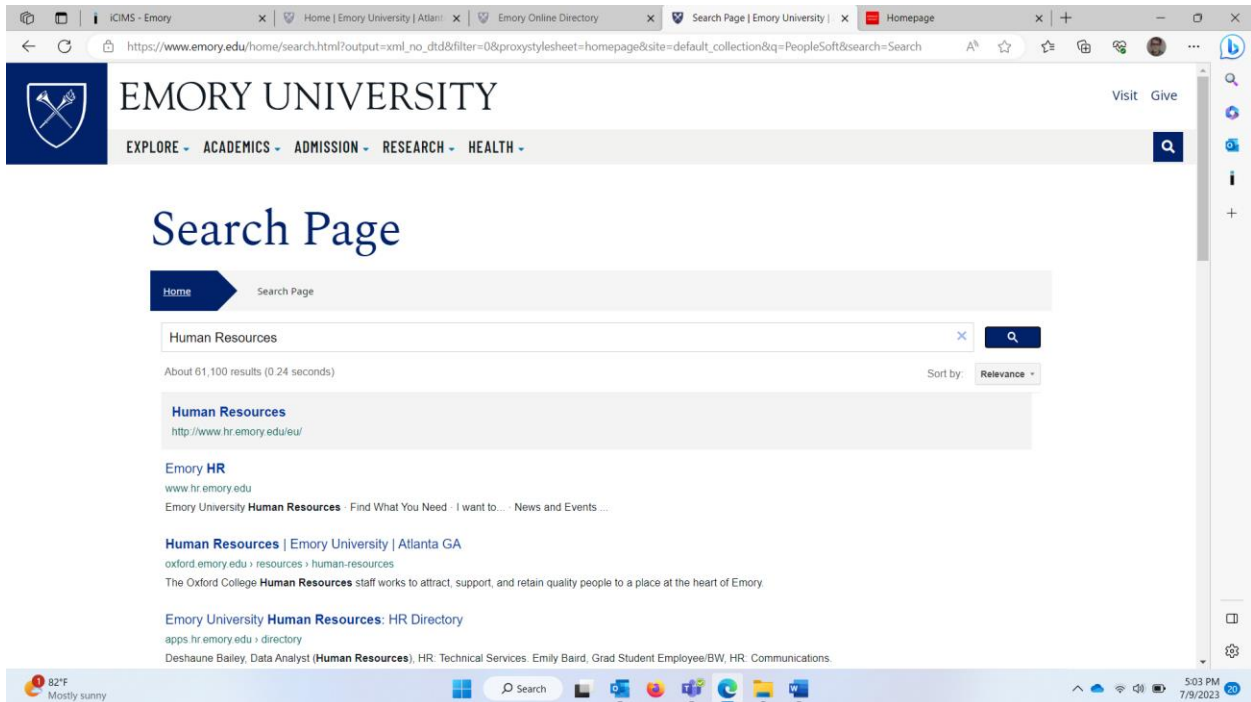 iCIMS - Emory
Home | Emory University | Atlan
Emory Online Directory
Search Page | Emory University |
Homepage
https://www.emory.edu/home/search.html?output=xml_no_dtd&filter=0&proxystylesheet=homepage&site=default_collection&q=PeopleSoft&search=Search
EMORY UNIVERSITY
Visit Give
EXPLORE ACADEMICS ADMISSION RESEARCH HEALTH
Search Page
Home Search Page
Human Resources
About 61,100 results (0.24 seconds)
Sort by: Relevance
Human Resources
http://www.hr.emory.edu/eu/
Emory HR
www.hr.emory.edu
Emory University Human Resources · Find What You Need · I want to... · News and Events ...
Human Resources | Emory University | Atlanta GA
oxford.emory.edu › resources › human-resources
The Oxford College Human Resources staff works to attract, support, and retain quality people to a place at the heart of Emory.
Emory University Human Resources: HR Directory
apps.hr.emory.edu › directory
Deshaune Bailey, Data Analyst (Human Resources), HR: Technical Services. Emily Baird, Grad Student Employee/BW, HR: Communications.
1
82°F
Mostly sunny
Search
5:03 PM
7/9/2023
20